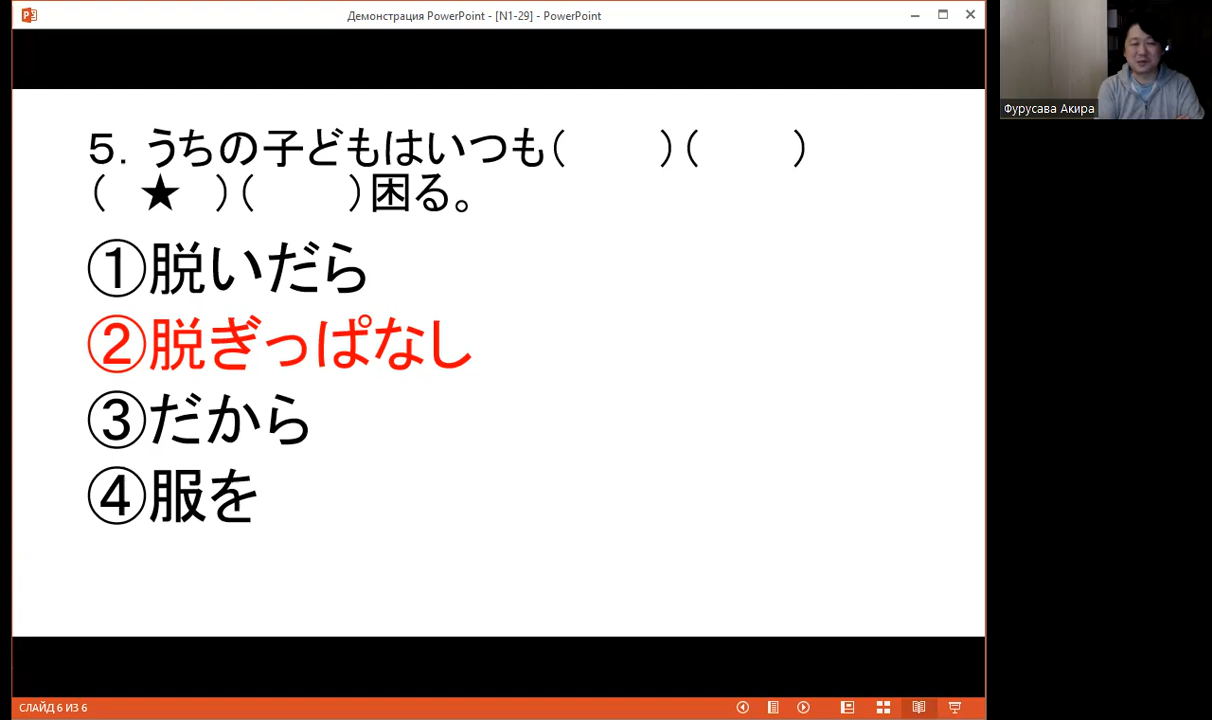 Демонстрация PowerPoint - [N1-29] - PowerPoint
Фурусава Акира
５．うちの子どもはいつも(　　)(　　)
(　★　)(　　)困る。
①脱いだら
②脱ぎっぱなし
③だから
④服を
СЛАЙД 6 ИЗ 6